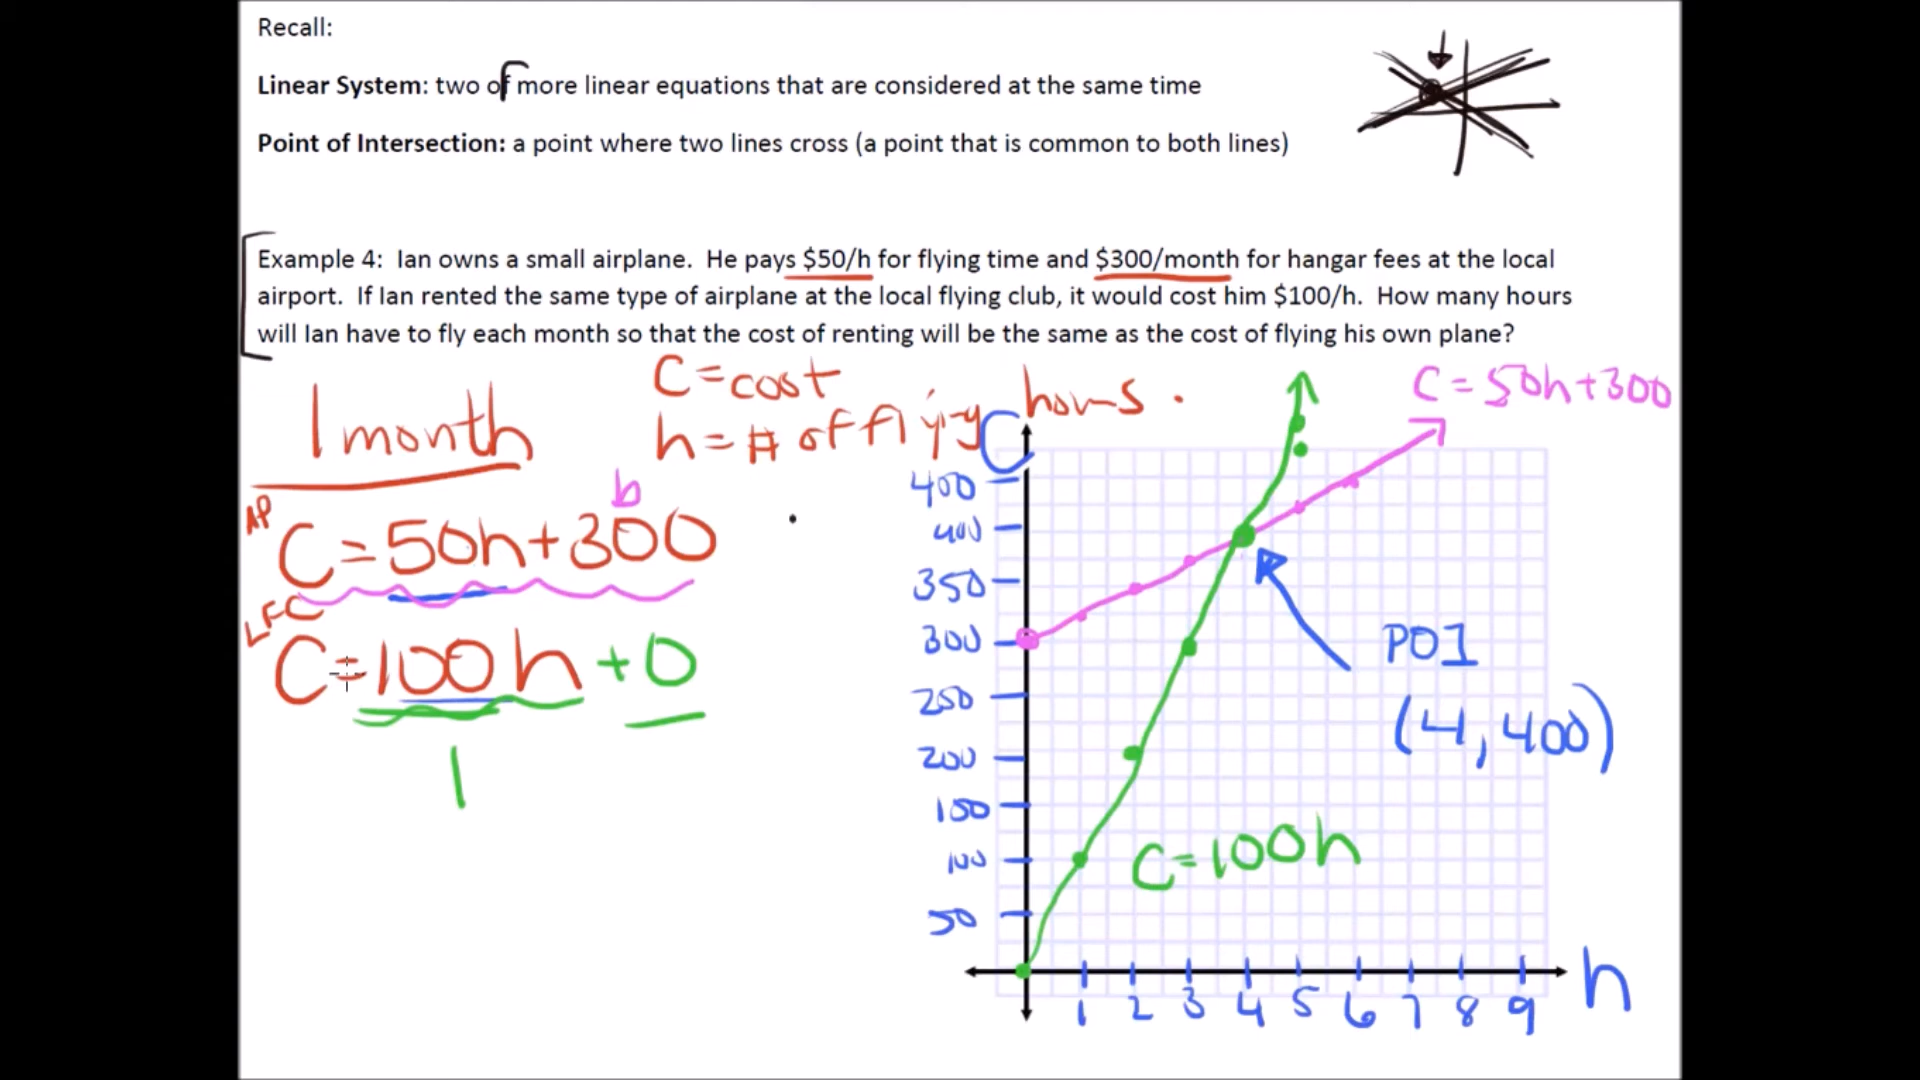 Recall:
Linear System: two of more linear equations that are considered at the same time
Point of Intersection: a point where two lines cross (a point that is common to both lines)
Example 4: Ian owns a small airplane. He pays $50/h for flying time and $300/month for hangar fees at the local
airport. If Ian rented the same type of airplane at the local flying club, it would cost him $100/h. How many hours
will Ian have to fly each month so that the cost of renting will be the same as the cost of flying his own plane?
1 month
C = cost
h = # of flying hours.
AP
b
C = 50h + 300
LFC
C = 100h + 0
1
C
C = 50h + 300
400
400
350
300
250
200
150
100
50
POI
(4, 400)
C = 100h
1 2 3 4 5 6 7 8 9
h